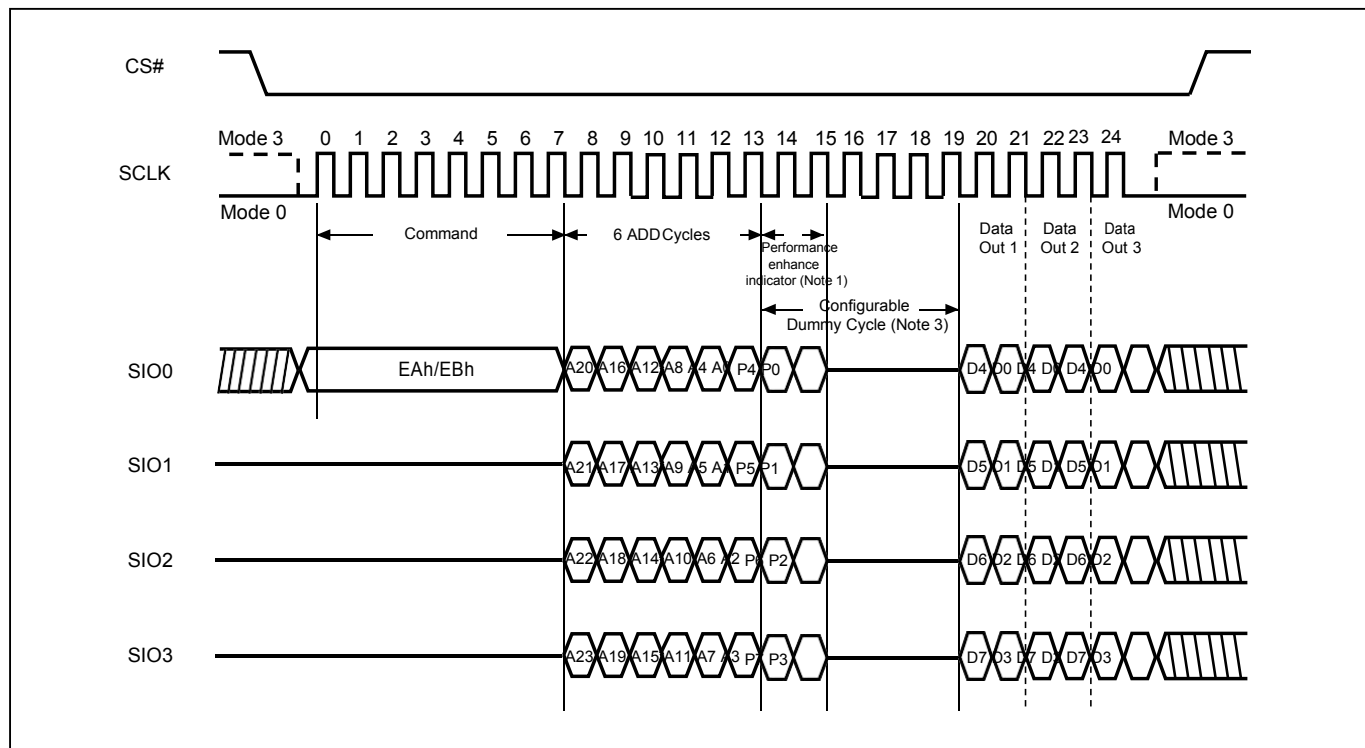 CS#
Mode 3 0 1 2 3 4 5 6 7 8 9 10 11 12 13 14 15 16 17 18 19 20 21 22 23 24 Mode 3
SCLK
Mode 0 Mode 0
Command 6 ADD Cycles Performance enhance indicator (Note 1) Data Out 1 Data Out 2 Data Out 3
Configurable
Dummy Cycle (Note 3)
SIO0 EAh/EBh A20 A16 A12 A8 A4 P4 P0 D4 D0 D4 D4 D0
SIO1 A21 A17 A13 A9 A5 P5 P1 D5 D1 D5 D5 D1
SIO2 A22 A18 A14 A10 A6 A2 P2 D6 D2 D6 D6 D2
SIO3 A23 A19 A15 A11 A7 A3 P3 D7 D3 D7 D7 D3